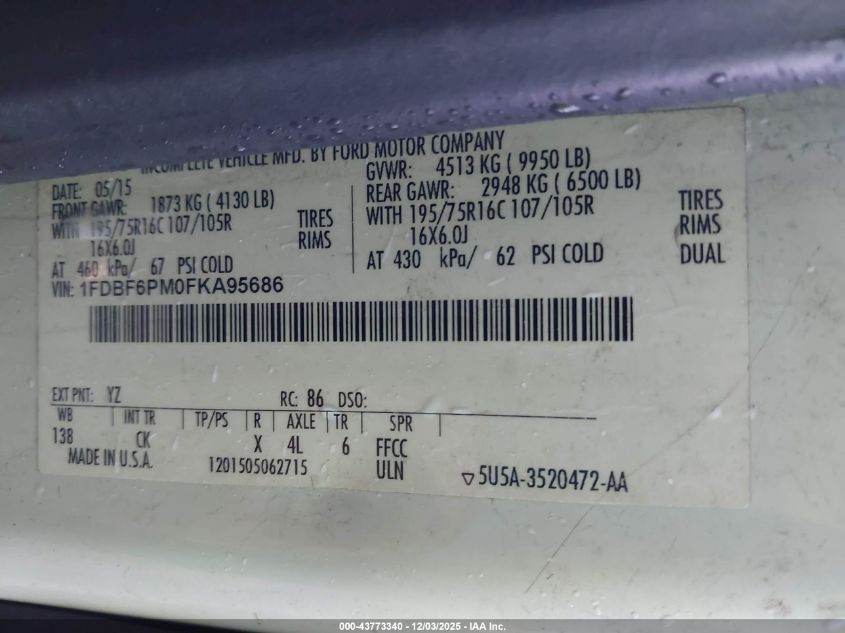 INCOMPLETE VEHICLE MFD. BY FORD MOTOR COMPANY
DATE: 05/15 GVWR: 4513 KG ( 9950 LB)
FRONT GAWR: 1873 KG ( 4130 LB) REAR GAWR: 2948 KG ( 6500 LB)
WITH 195/75R16C 107/105R TIRES WITH 195/75R16C 107/105R TIRES
16X6.0J RIMS 16X6.0J RIMS
AT 460 kPa/ 67 PSI COLD AT 430 kPa/ 62 PSI COLD DUAL
VIN: 1FDBF6PM0FKA95686
EXT PNT: YZ RC: 86 DSO:
WB INT TR TP/PS R AXLE TR SPR
138 CK X 4L 6 FFCC
MADE IN U.S.A. 1201505062715 ULN ▽5U5A-3520472-AA
000-43773340 - 12/03/2025 - IAA Inc.